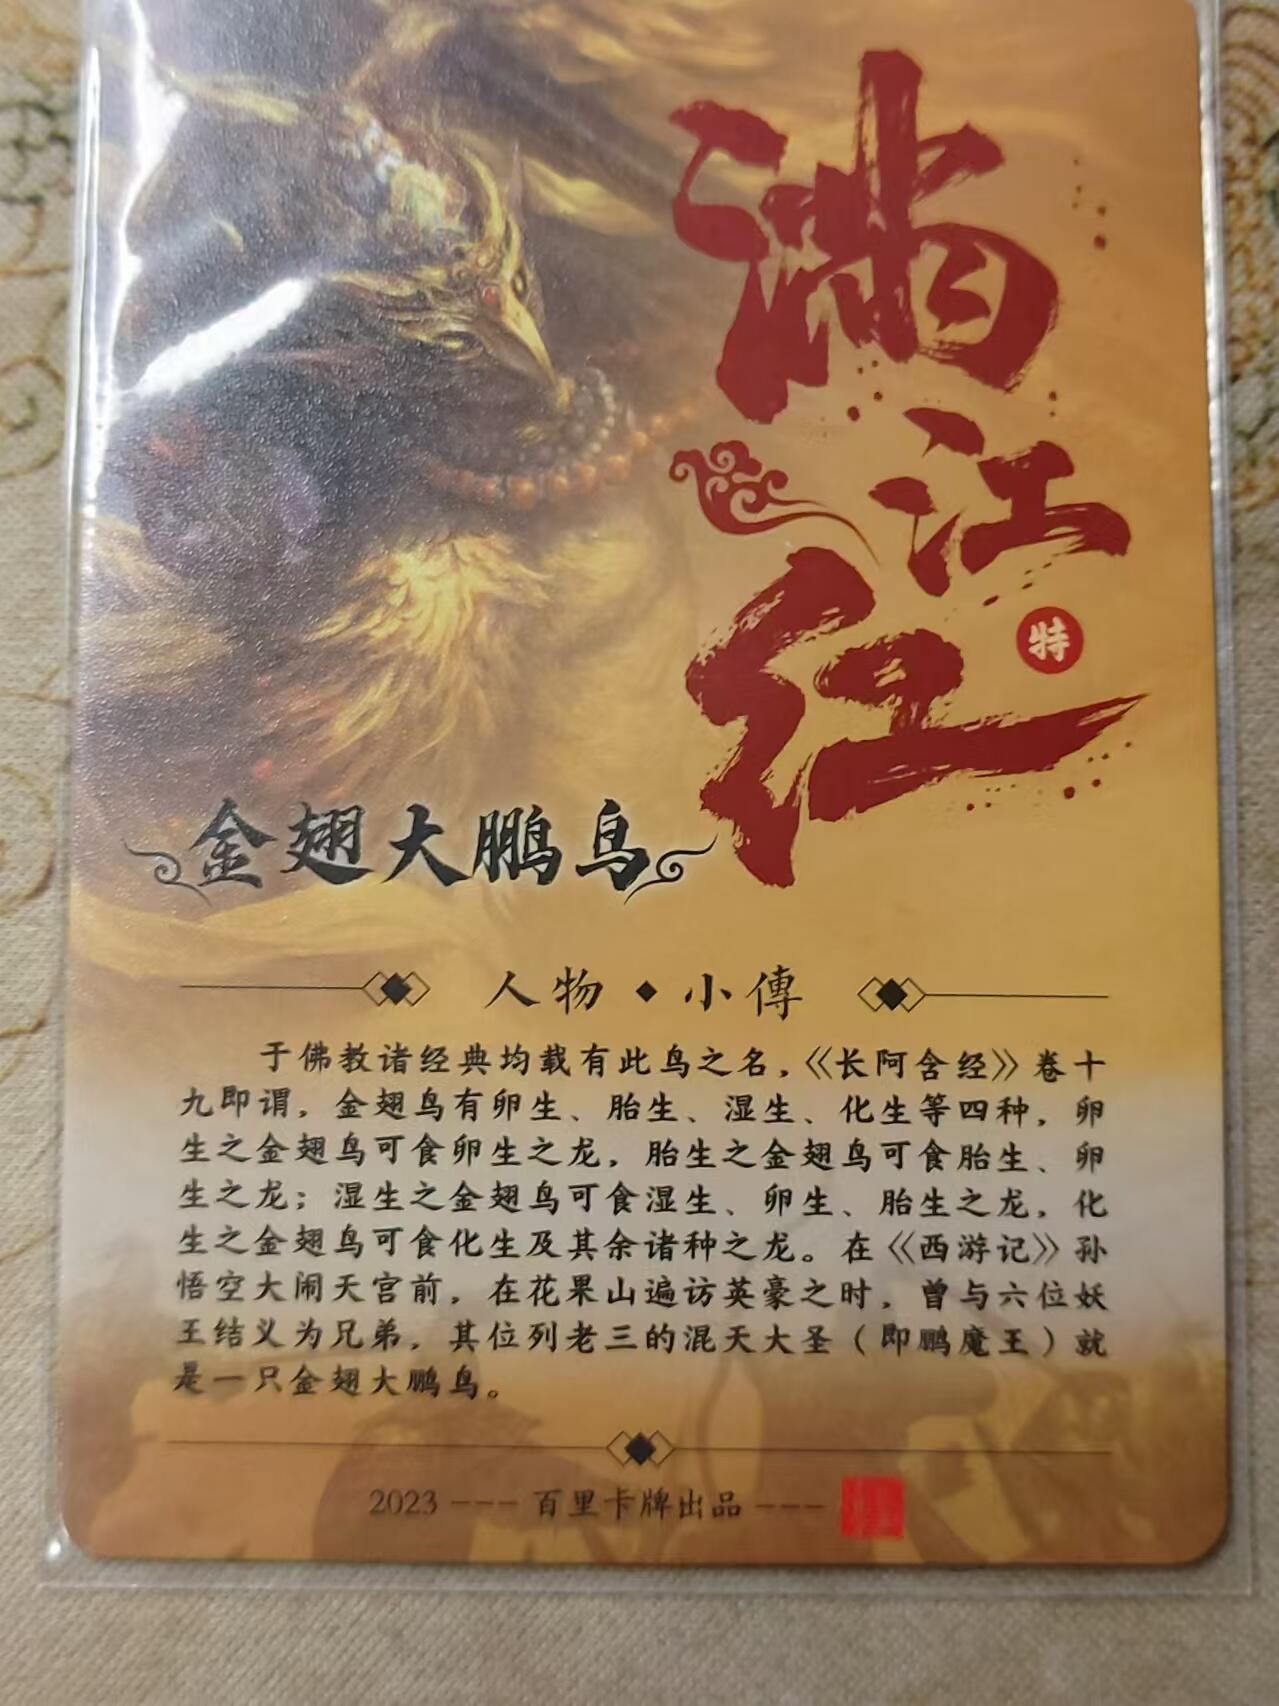 满江红
特
金翅大鹏鸟
人物◆小傳
于佛教诸经典均载有此鸟之名，《长阿含经》卷十
九即谓，金翅鸟有卵生、胎生、湿生、化生等四种，卵
生之金翅鸟可食卵生之龙，胎生之金翅鸟可食胎生、卵
生之龙；湿生之金翅鸟可食湿生、卵生、胎生之龙，化
生之金翅鸟可食化生及其余诸种之龙。在《西游记》孙
悟空大闹天宫前，在花果山遍访英豪之时，曾与六位妖
王结义为兄弟，其位列老三的混天大圣（即鹏魔王）就
是一只金翅大鹏鸟。
2023 --- 百里卡牌出品 ---